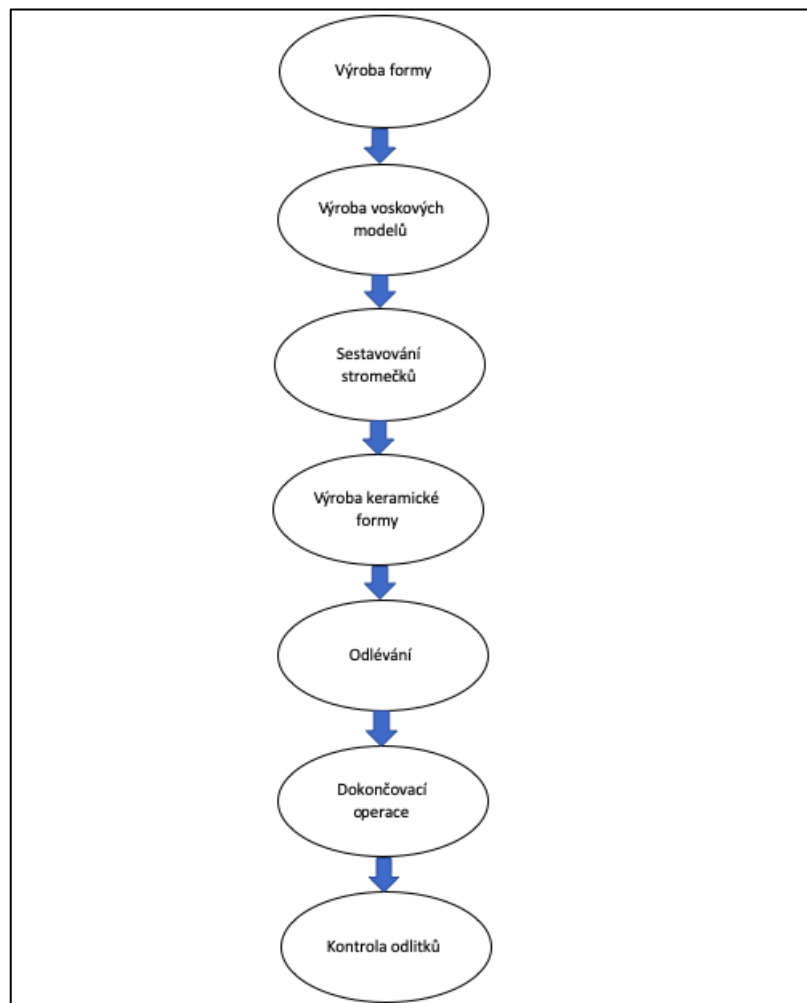 Výroba formy
Výroba voskových
modelů
Sestavování
stromečků
Výroba keramické
formy
Odlévání
Dokončovací
operace
Kontrola odlitků